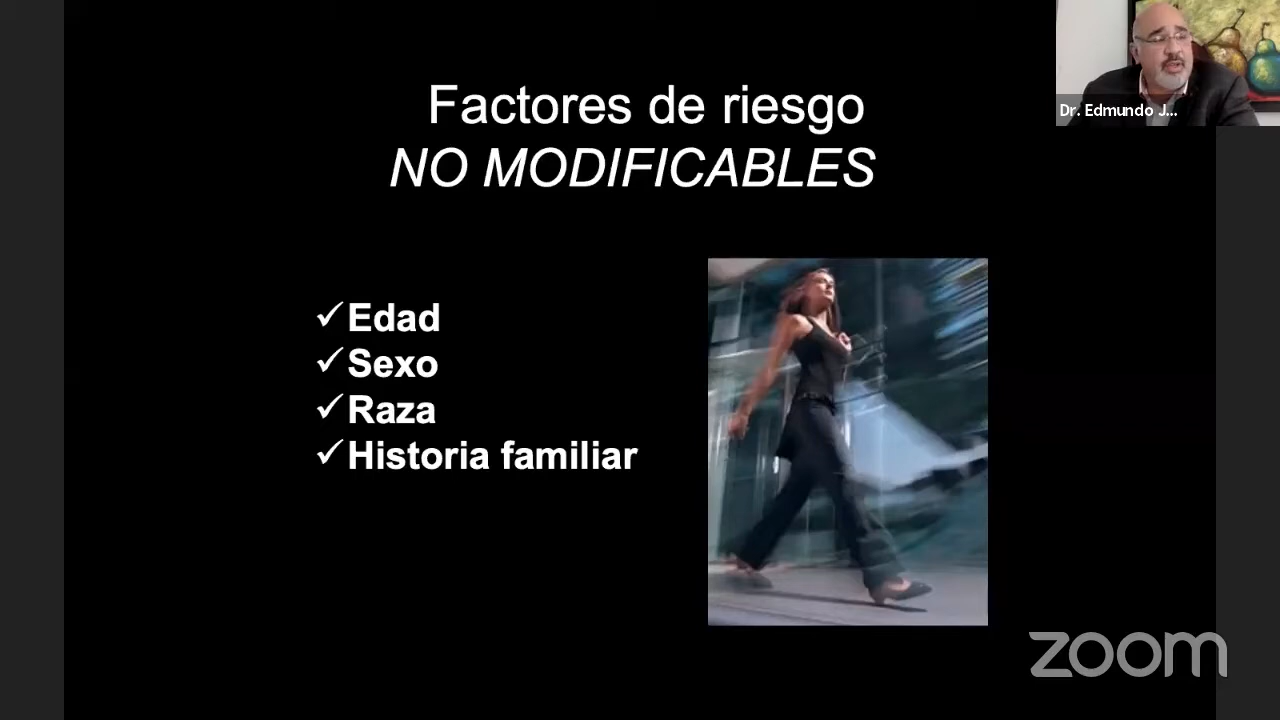 Factores de riesgo
NO MODIFICABLES
Dr. Edmundo J...
✓Edad
✓Sexo
✓Raza
✓Historia familiar
zoom